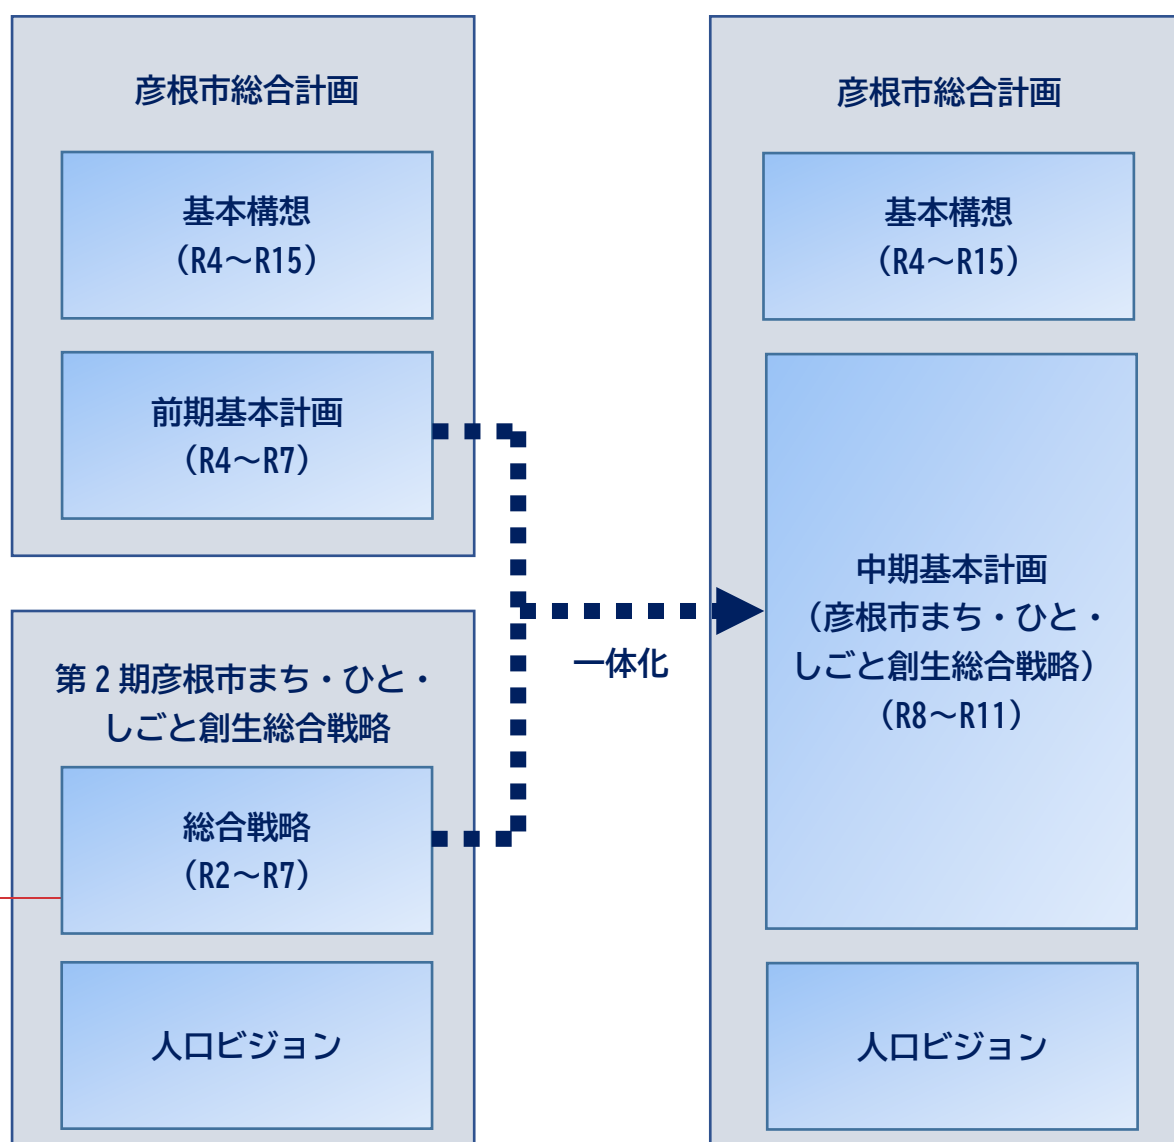 彦根市総合計画
基本構想
（R4～R15）
前期基本計画
（R4～R7）
第2期彦根市まち・ひと・
しごと創生総合戦略
総合戦略
（R2～R7）
人口ビジョン
一体化
彦根市総合計画
基本構想
（R4～R15）
中期基本計画
（彦根市まち・ひと・
しごと創生総合戦略）
（R8～R11）
人口ビジョン